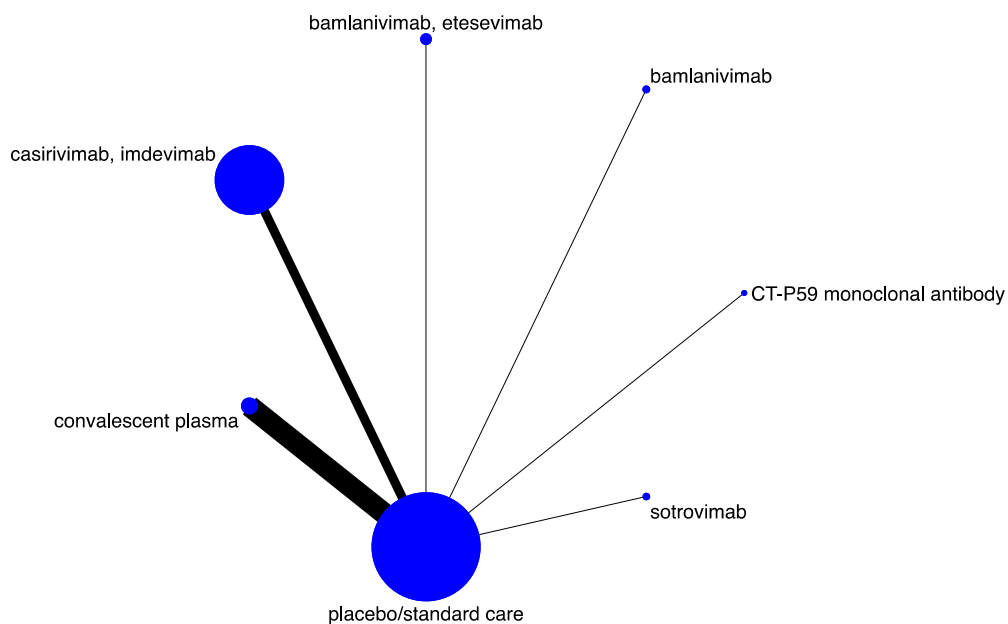 bamlanivimab, etesevimab
bamlanivimab
casirivimab, imdevimab
CT-P59 monoclonal antibody
convalescent plasma
sotrovimab
placebo/standard care